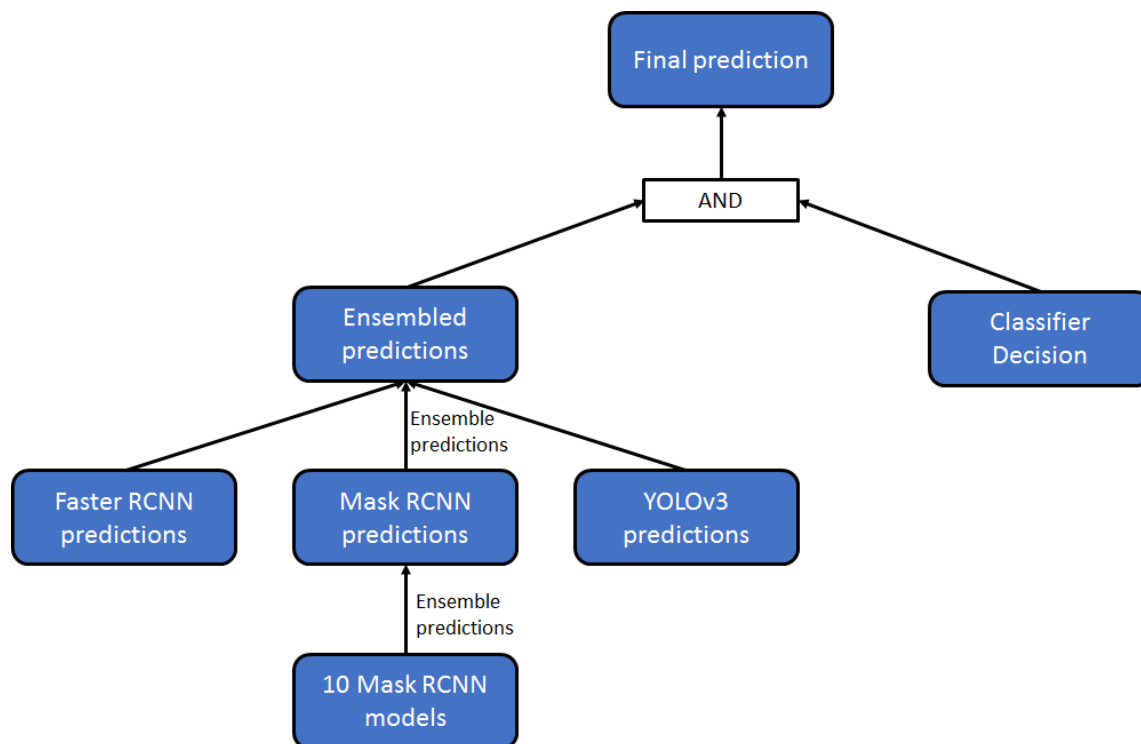 Final prediction
AND
Ensembled
predictions
Classifier
Decision
Ensemble
predictions
Faster RCNN
predictions
Mask RCNN
predictions
YOLOv3
predictions
Ensemble
predictions
10 Mask RCNN
models